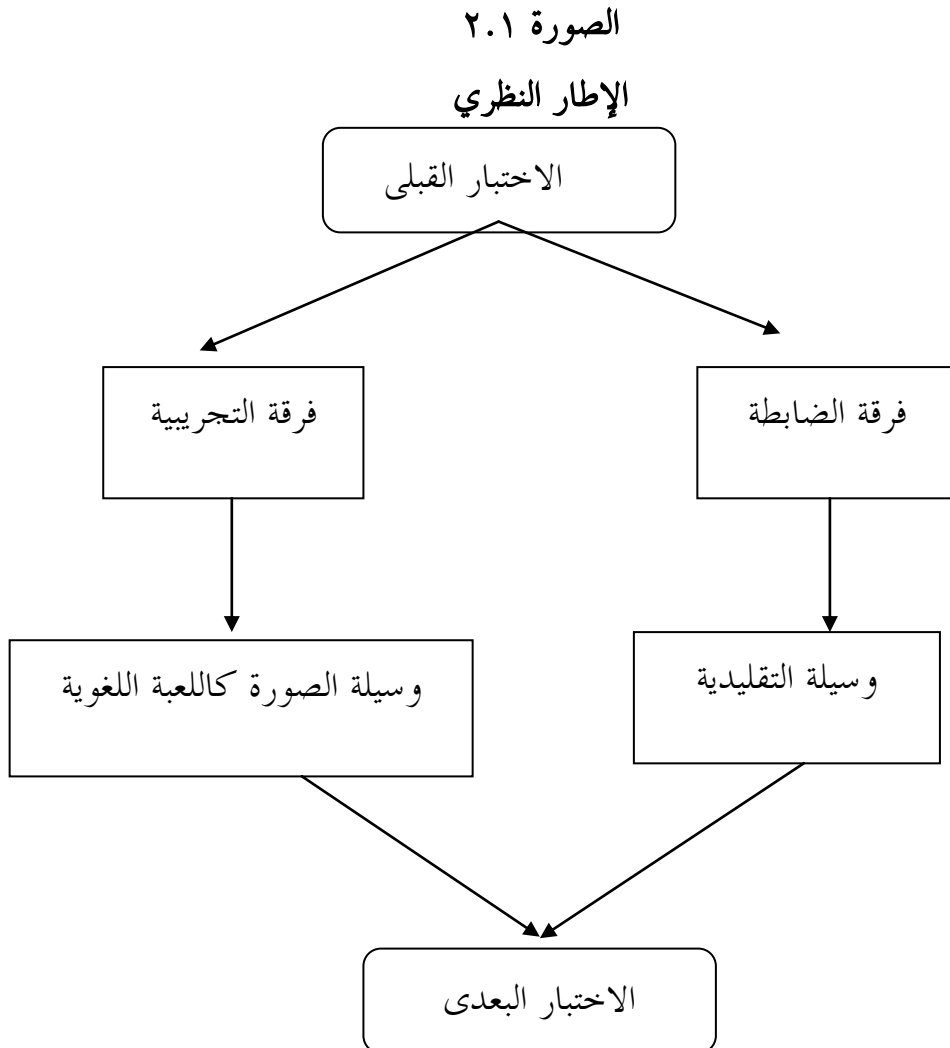 الصورة ٢.١
الإطار النظري
الاختبار القبلى
فرقة الضابطة
فرقة التجريبية
وسيلة التقليدية
وسيلة الصورة كاللعبة اللغوية
الاختبار البعدى